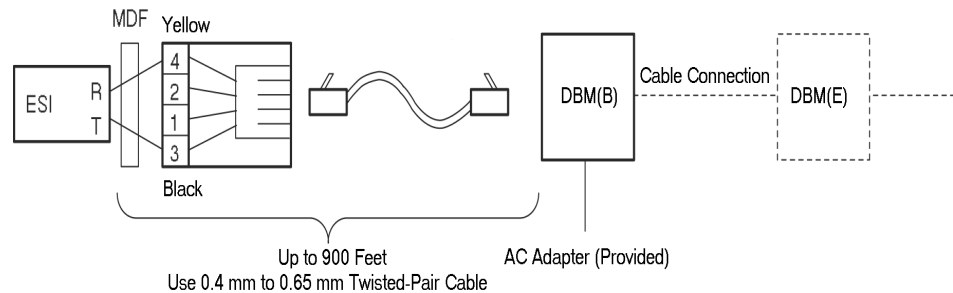 MDF
Yellow
ESI
R
T
4
2
1
3
Black
DBM(B)
Cable Connection
DBM(E)
Up to 900 Feet
Use 0.4 mm to 0.65 mm Twisted-Pair Cable
AC Adapter (Provided)